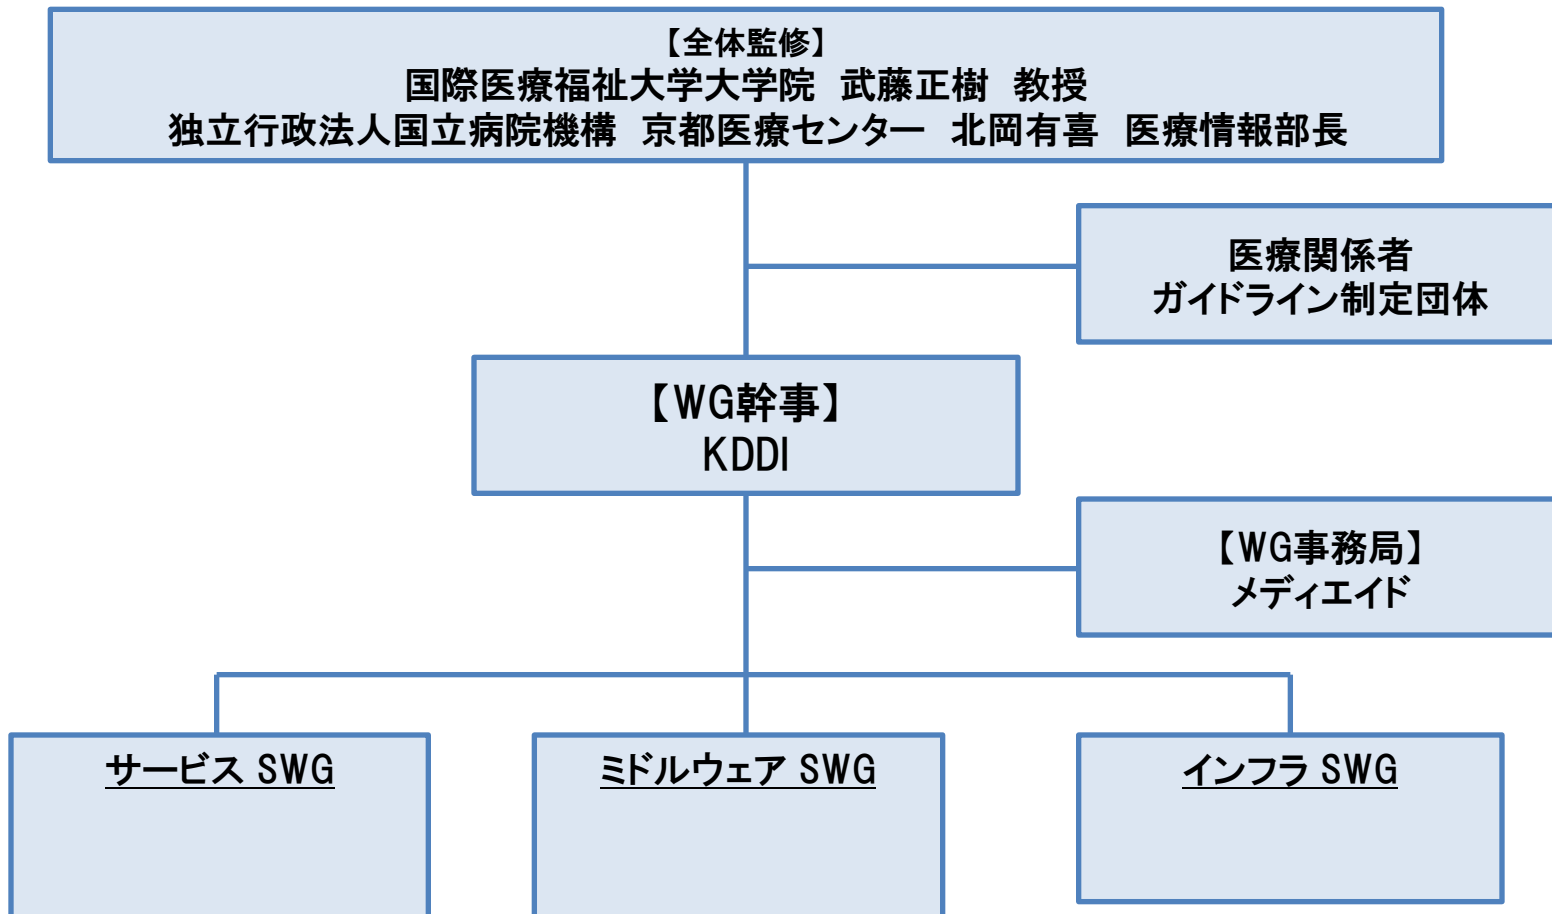 【全体監修】
国際医療福祉大学大学院　武藤正樹　教授
独立行政法人国立病院機構　京都医療センター　北岡有喜　医療情報部長
医療関係者
ガイドライン制定団体
【WG幹事】
KDDI
【WG事務局】
メディエイド
サービス SWG
ミドルウェア SWG
インフラ SWG